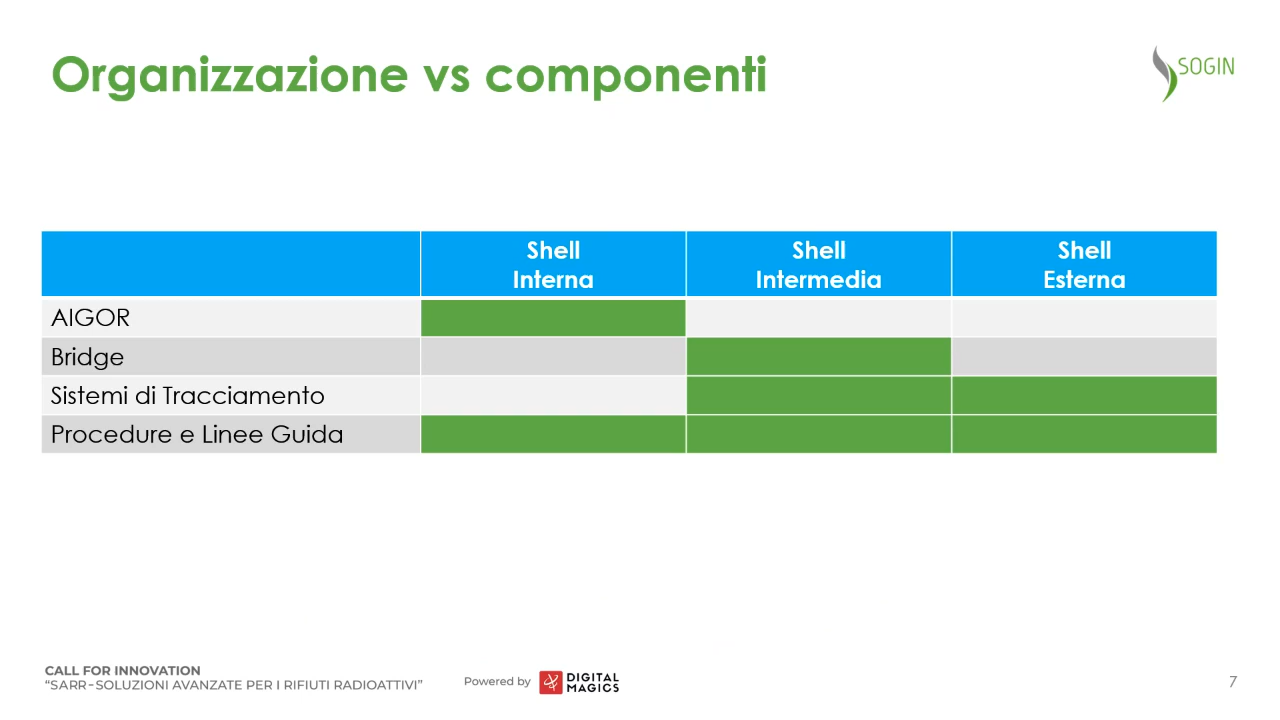 Organizzazione vs componenti
SOGIN
Shell
Interna
Shell
Intermedia
Shell
Esterna
AIGOR
Bridge
Sistemi di Tracciamento
Procedure e Linee Guida
CALL FOR INNOVATION
“SARR-SOLUZIONI AVANZATE PER I RIFIUTI RADIOATTIVI”
Powered by
DIGITAL
MAGICS
7